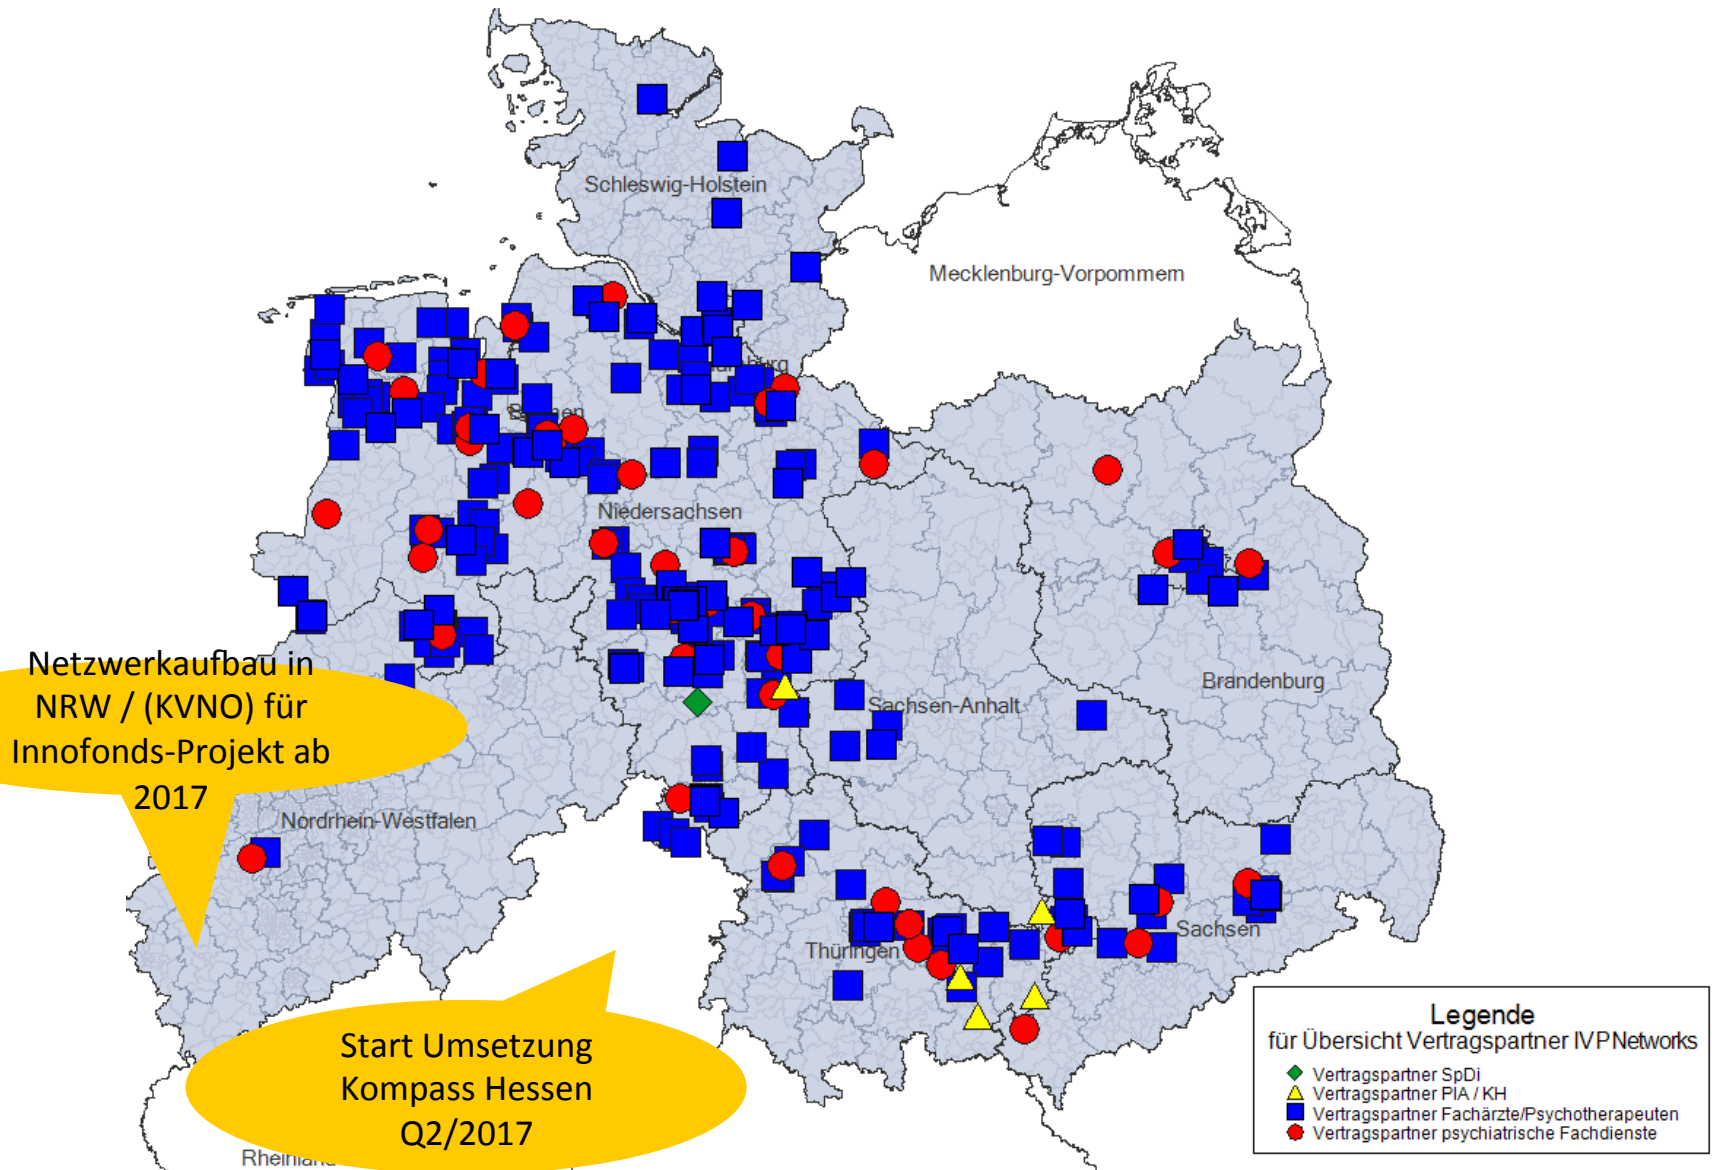 Schleswig-Holstein
Mecklenburg-Vorpommern
Niedersachsen
Netzwerkaufbau in
NRW / (KVNO) für
Innofonds-Projekt ab
2017
Brandenburg
Sachsen-Anhalt
Nordrhein-Westfalen
Sachsen
Thüringen
Start Umsetzung
Kompass Hessen
Q2/2017
Legende
für Übersicht Vertragspartner IVPNetworks
Vertragspartner SpDi
Vertragspartner PIA / KH
Vertragspartner Fachärzte/Psychotherapeuten
Vertragspartner psychiatrische Fachdienste